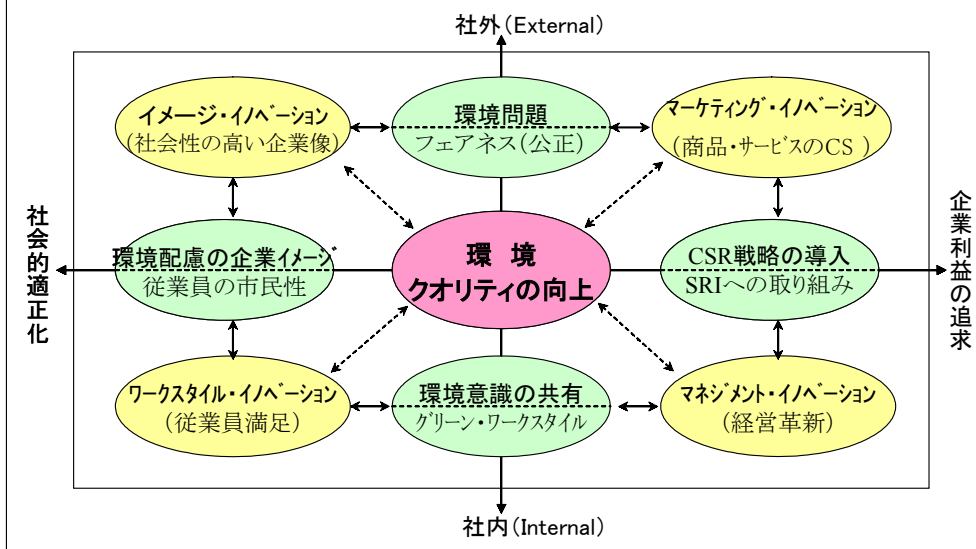 社外(External)
イメージ・イノベーション
(社会性の高い企業像)
環境問題
フェアネス(公正)
マーケティング・イノベーション
(商品・サービスのCS )
社会的適正化
環境配慮の企業イメージ
従業員の市民性
環 境
クオリティの向上
CSR戦略の導入
SRIへの取り組み
企業利益の追求
ワークスタイル・イノベーション
(従業員満足)
環境意識の共有
グリーン・ワークスタイル
マネジメント・イノベーション
(経営革新)
社内(Internal)